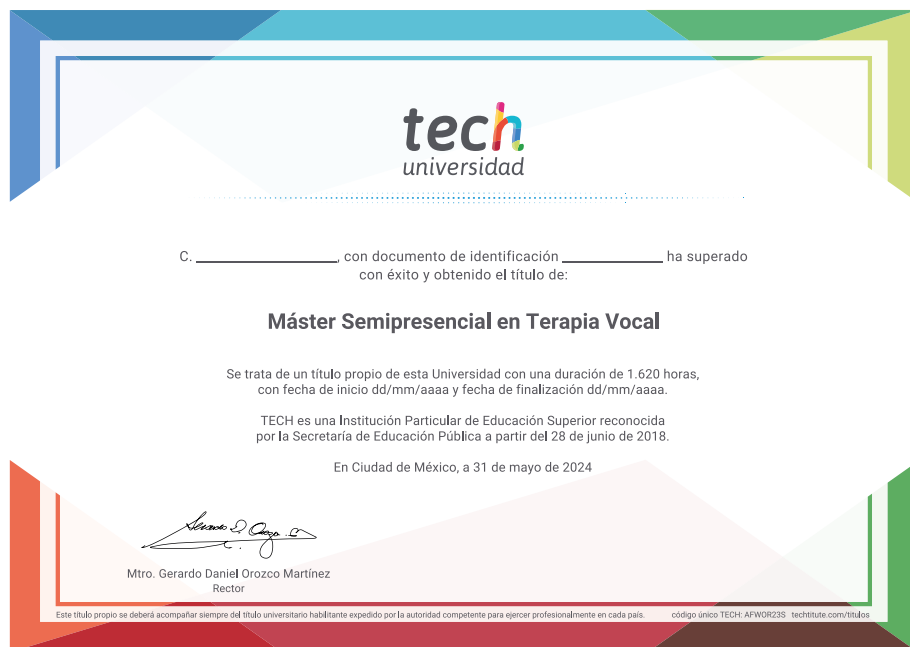 tech
universidad
C. ____________________, con documento de identificación ______________ ha superado
con éxito y obtenido el título de:
Máster Semipresencial en Terapia Vocal
Se trata de un título propio de esta Universidad con una duración de 1.620 horas,
con fecha de inicio dd/mm/aaaa y fecha de finalización dd/mm/aaaa.
TECH es una Institución Particular de Educación Superior reconocida
por la Secretaría de Educación Pública a partir del 28 de junio de 2018.
En Ciudad de México, a 31 de mayo de 2024
Mtro. Gerardo Daniel Orozco Martínez
Rector
Este título propio se deberá acompañar siempre del título universitario habilitante expedido por la autoridad competente para ejercer profesionalmente en cada país. código único TECH: AFWOR23S techtitute.com/titulos